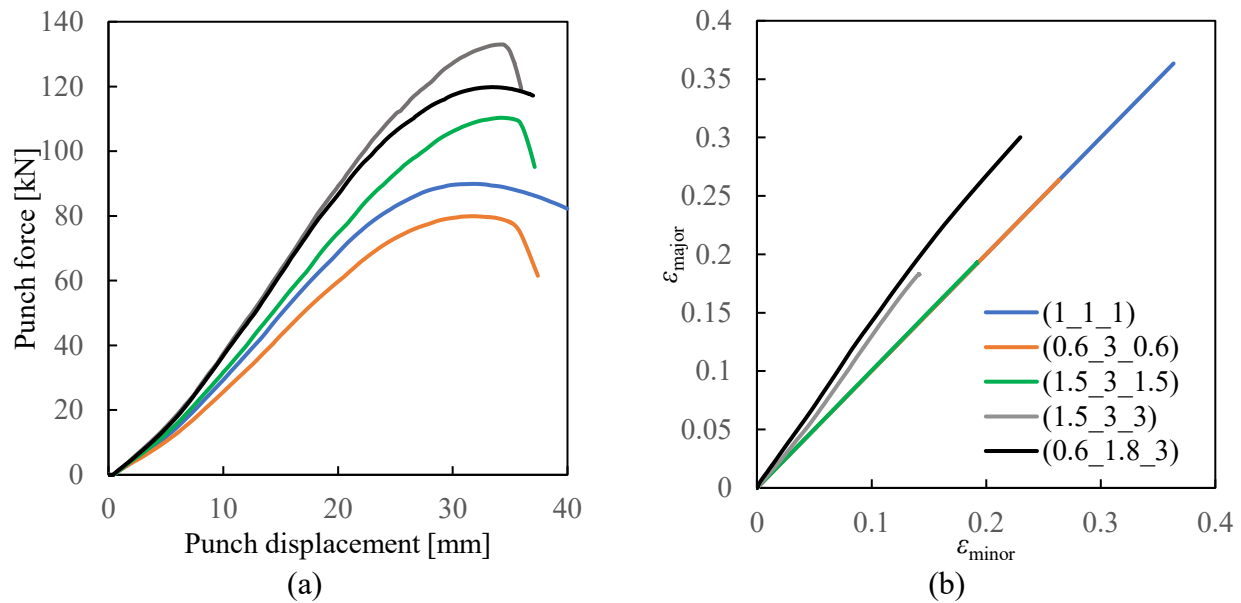 140
120
100
80
60
40
20
0
Punch force [kN]
0 10 20 30 40
Punch displacement [mm]
(a)
0.4
0.35
0.3
0.25
0.2
0.15
0.1
0.05
0
εmajor
(1_1_1)
(0.6_3_0.6)
(1.5_3_1.5)
(1.5_3_3)
(0.6_1.8_3)
0 0.1 0.2 0.3 0.4
εminor
(b)